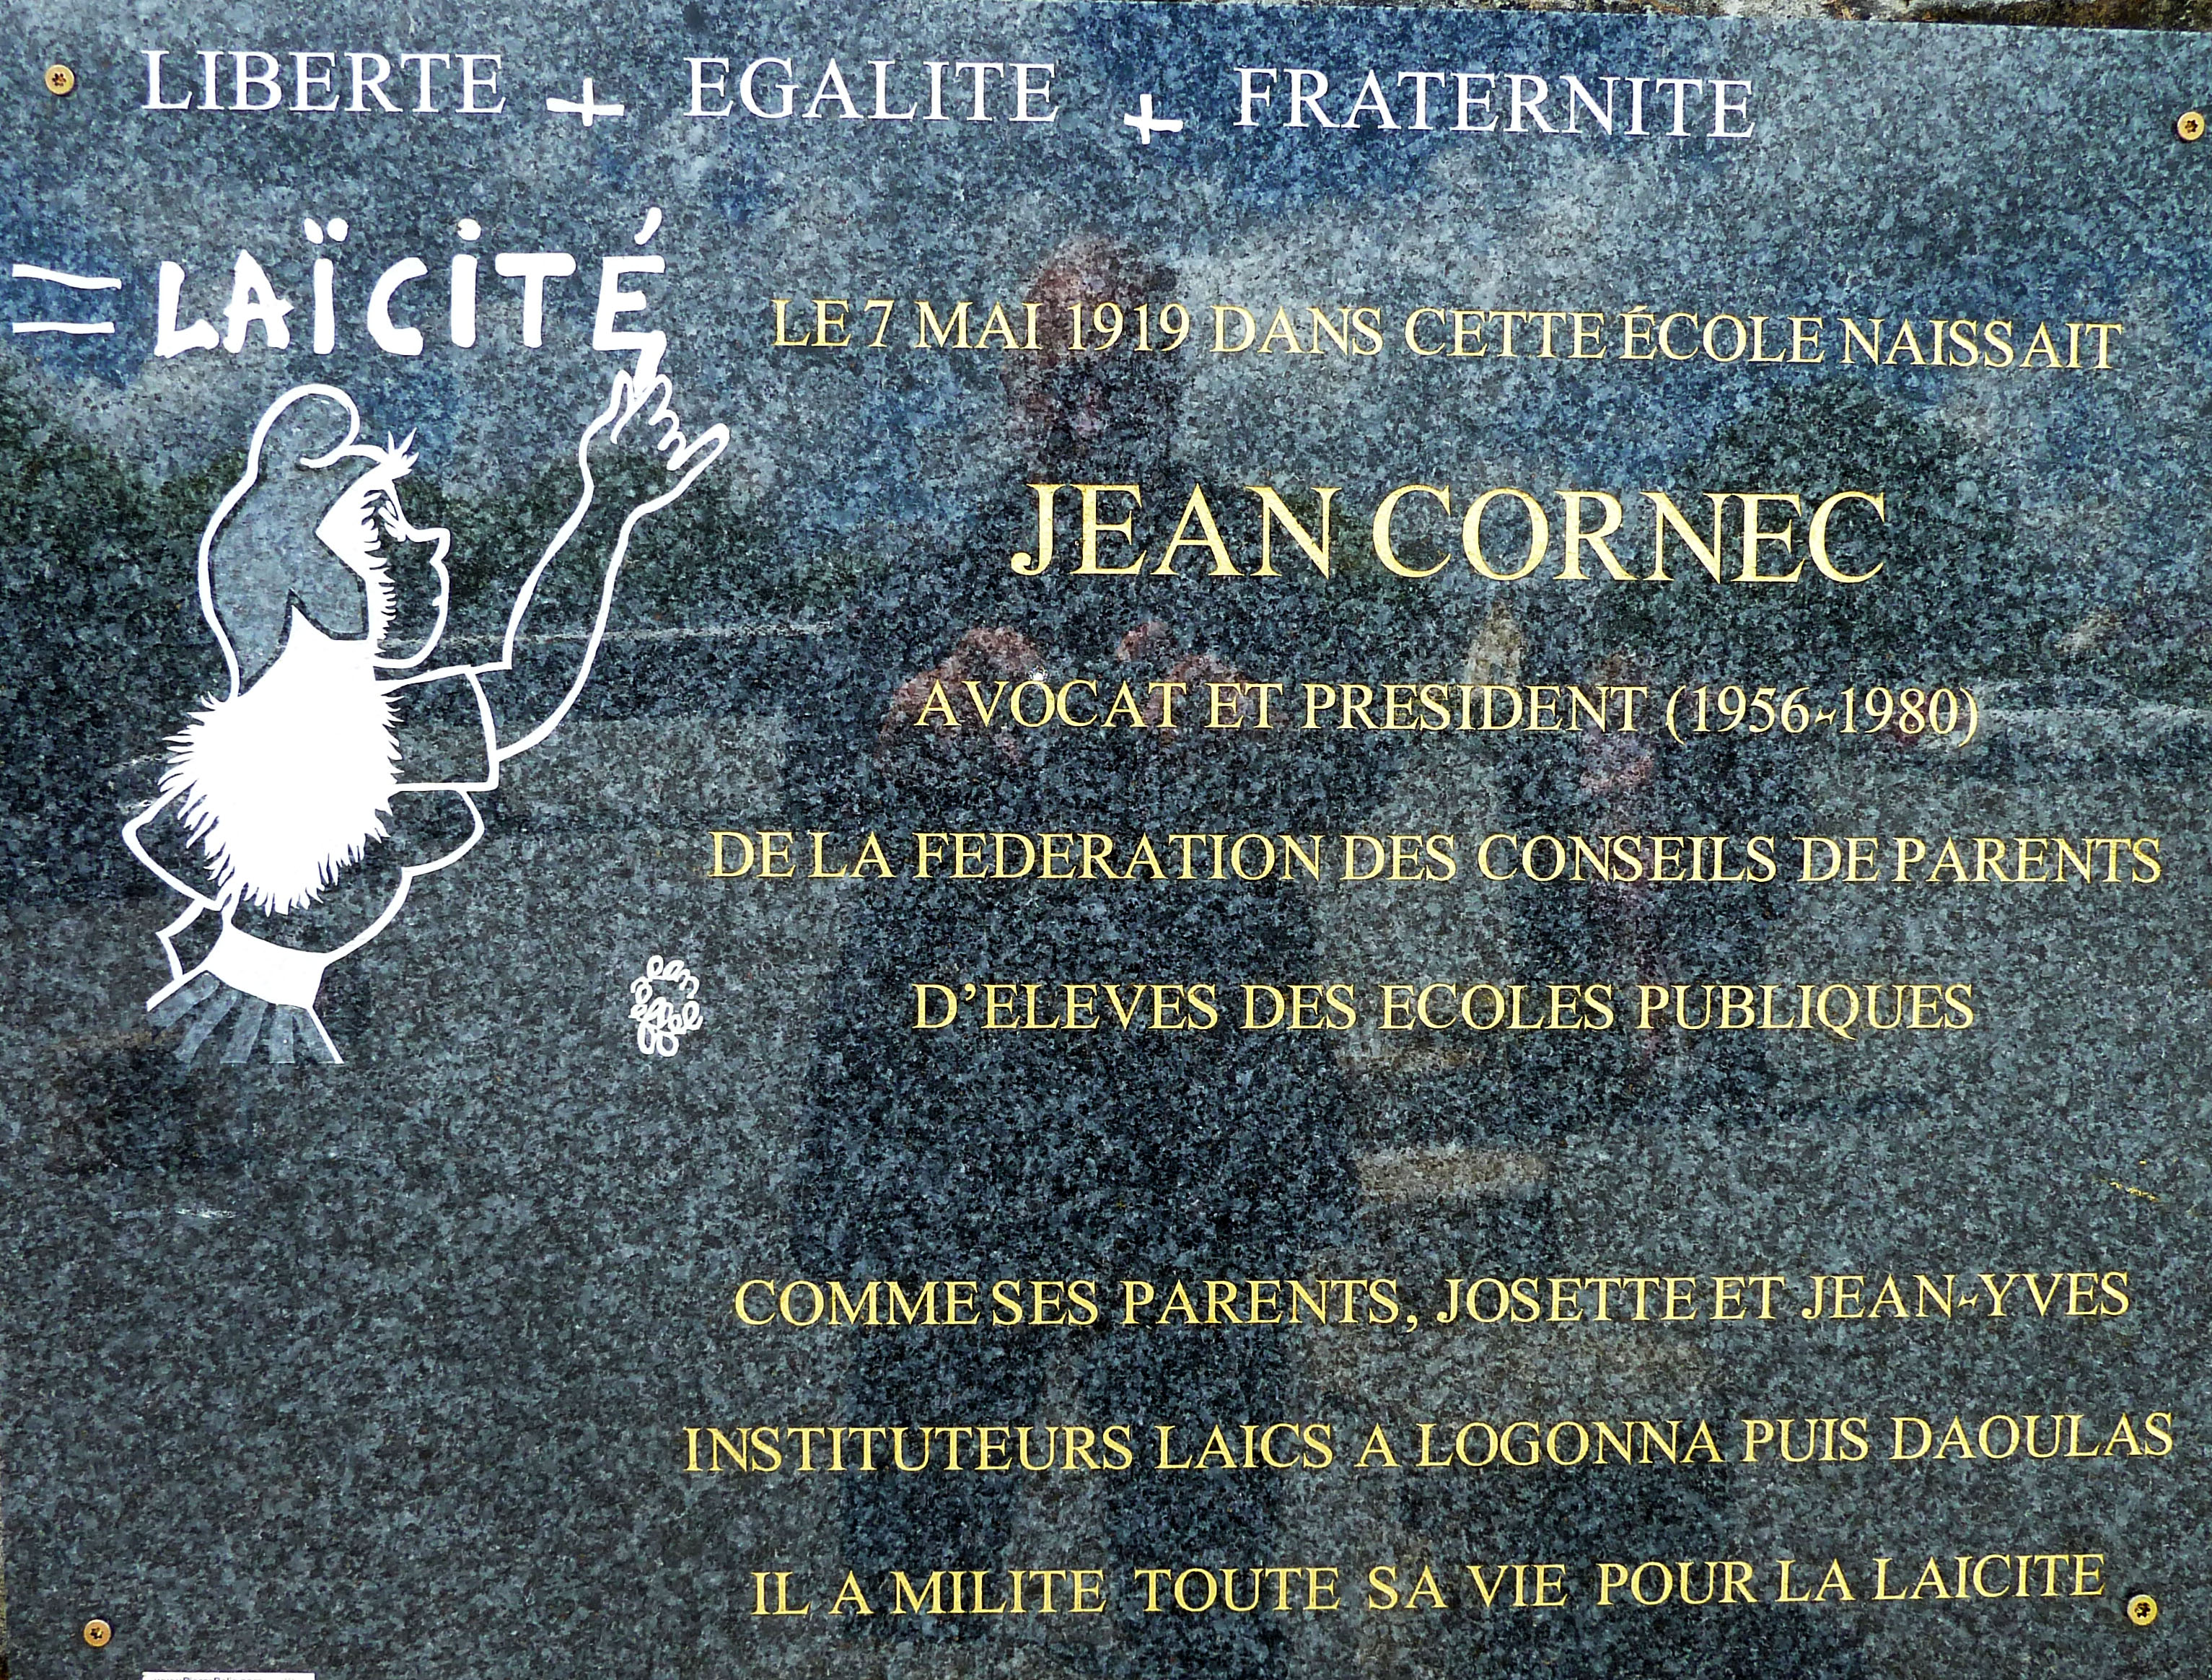 LIBERTE + EGALITE + FRATERNITE
= LAÏCITÉ
LE 7 MAI 1919 DANS CETTE ÉCOLE NAISSAIT
JEAN CORNEC
AVOCAT ET PRESIDENT (1956-1980)
DE LA FEDERATION DES CONSEILS DE PARENTS
D'ELEVES DES ECOLES PUBLIQUES
jean
effel
COMME SES PARENTS, JOSETTE ET JEAN-YVES
INSTITUTEURS LAICS A LOGONNA PUIS DAOULAS
IL A MILITE TOUTE SA VIE POUR LA LAICITE